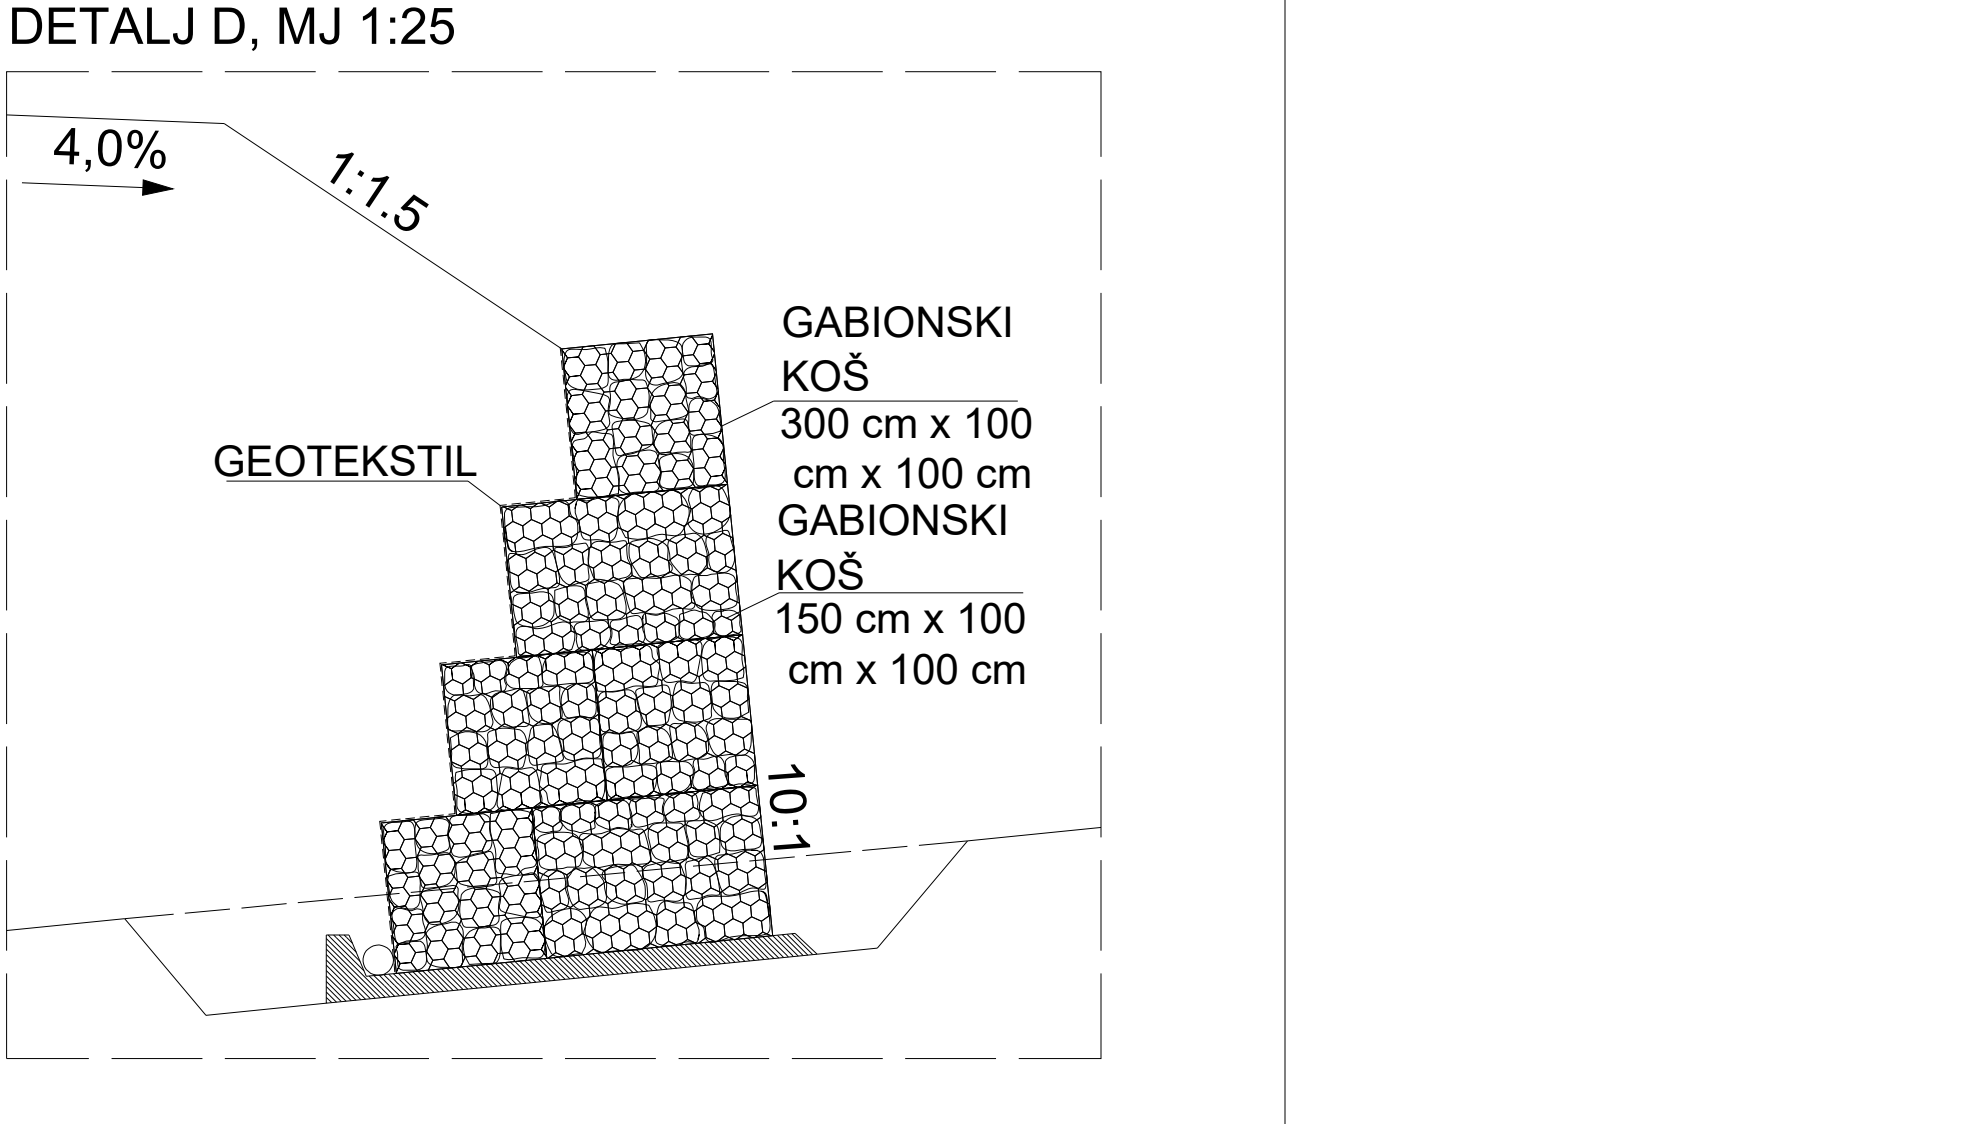 DETALJ D, MJ 1:25
4,0%
1:1.5
GABIONSKI
KOŠ
300 cm x 100
cm x 100 cm
GEOTEKSTIL
GABIONSKI
KOŠ
150 cm x 100
cm x 100 cm
10:1